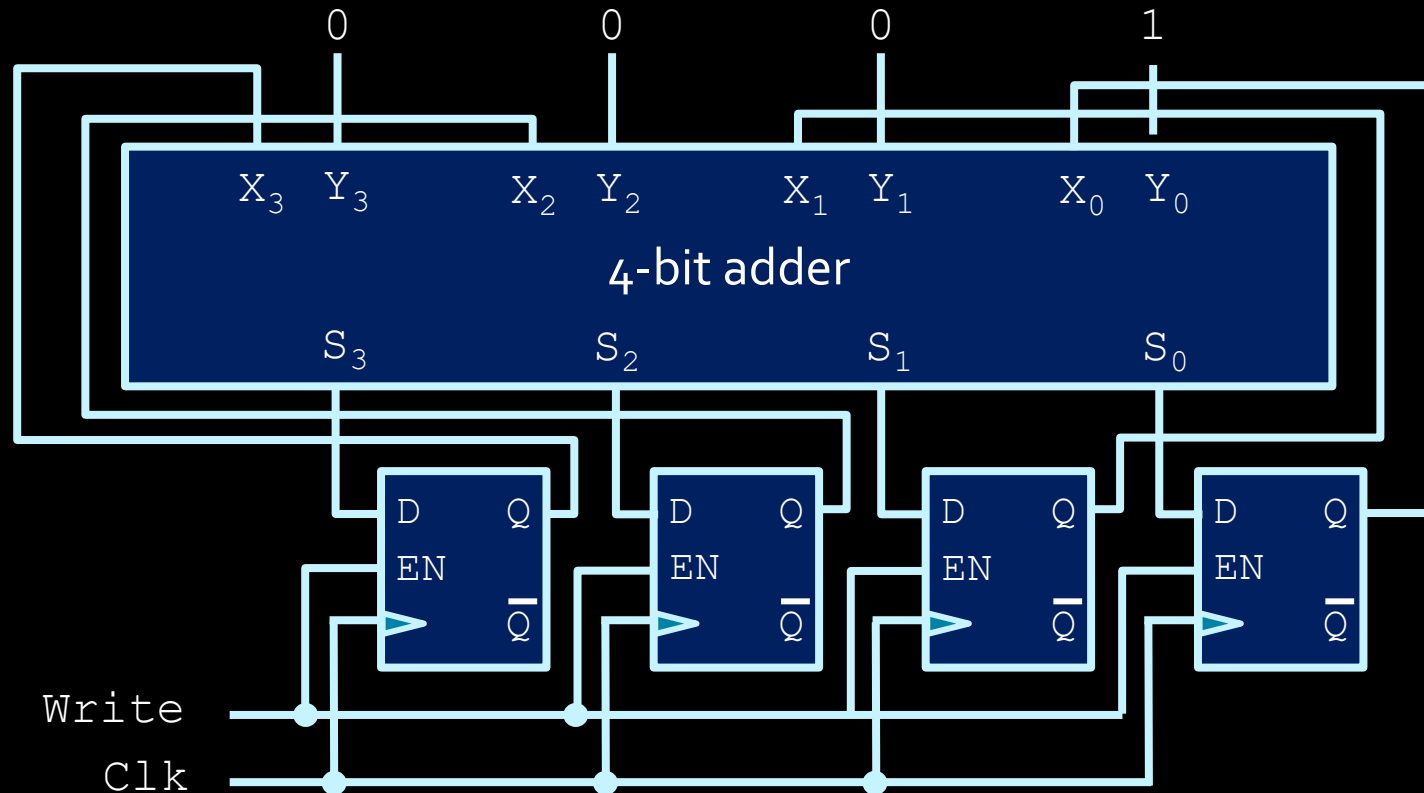 0 0 0 1
X₃ Y₃ X₂ Y₂ X₁ Y₁ X₀ Y₀
4-bit adder
S₃ S₂ S₁ S₀
D Q D Q D Q D Q
EN EN EN EN
Q̅ Q̅ Q̅ Q̅
Write
Clk